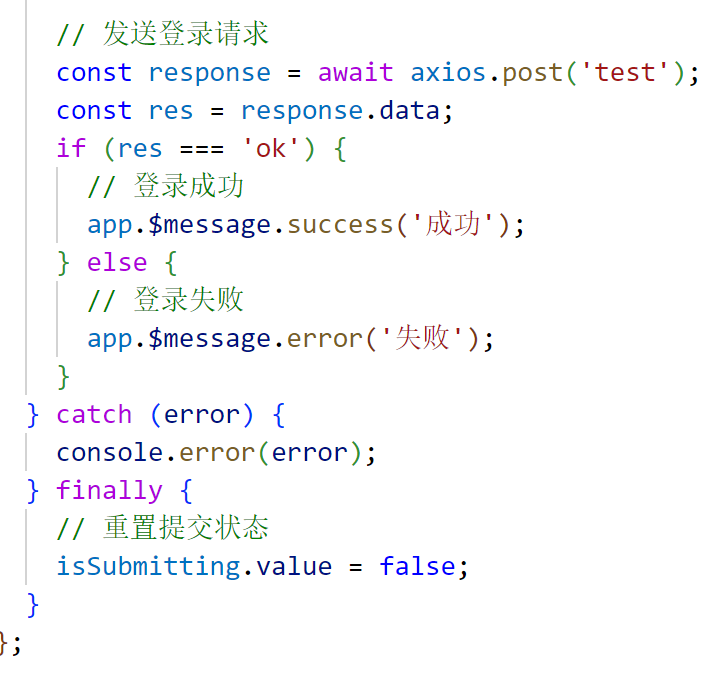 // 发送登录请求
const response = await axios.post('test');
const res = response.data;
if (res === 'ok') {
// 登录成功
app.$message.success('成功');
} else {
// 登录失败
app.$message.error('失败');
}
} catch (error) {
console.error(error);
} finally {
// 重置提交状态
isSubmitting.value = false;
}
};